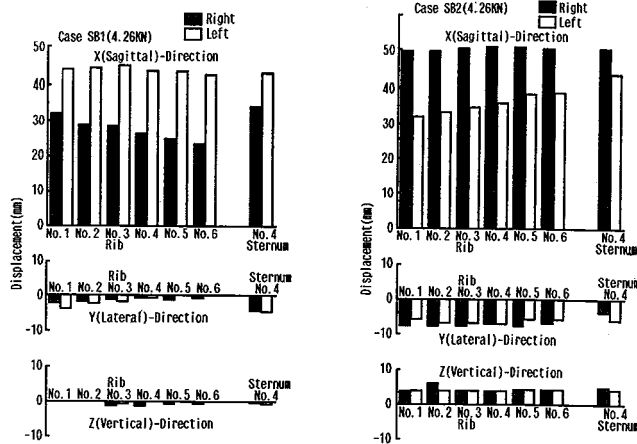 Case SB1(4.26KN)
Right
Left
X(Sagittal)-Direction
50
40
30
20
10
0
Displacement(mm)
No.1 No.2 No.3 No.4 No.5 No.6 No.4
Rib Sternum
Rib Sternum
No.1 No.2 No.3 No.4 No.5 No.6 No.4
10
0
-10
Y(Lateral)-Direction
Rib Sternum
No.1 No.2 No.3 No.4 No.5 No.6 No.4
10
0
-10
Z(Vertical)-Direction
Case SB2(4.26KN)
Right
Left
X(Sagittal)-Direction
50
40
30
20
10
0
Displacement(mm)
No.1 No.2 No.3 No.4 No.5 No.6 No.4
Rib Sternum
Rib Sternum
No.1 No.2 No.3 No.4 No.5 No.6 No.4
10
0
-10
Y(Lateral)-Direction
Z(Vertical)-Direction
10
0
-10
No.1 No.2 No.3 No.4 No.5 No.6 No.4
Rib Sternum